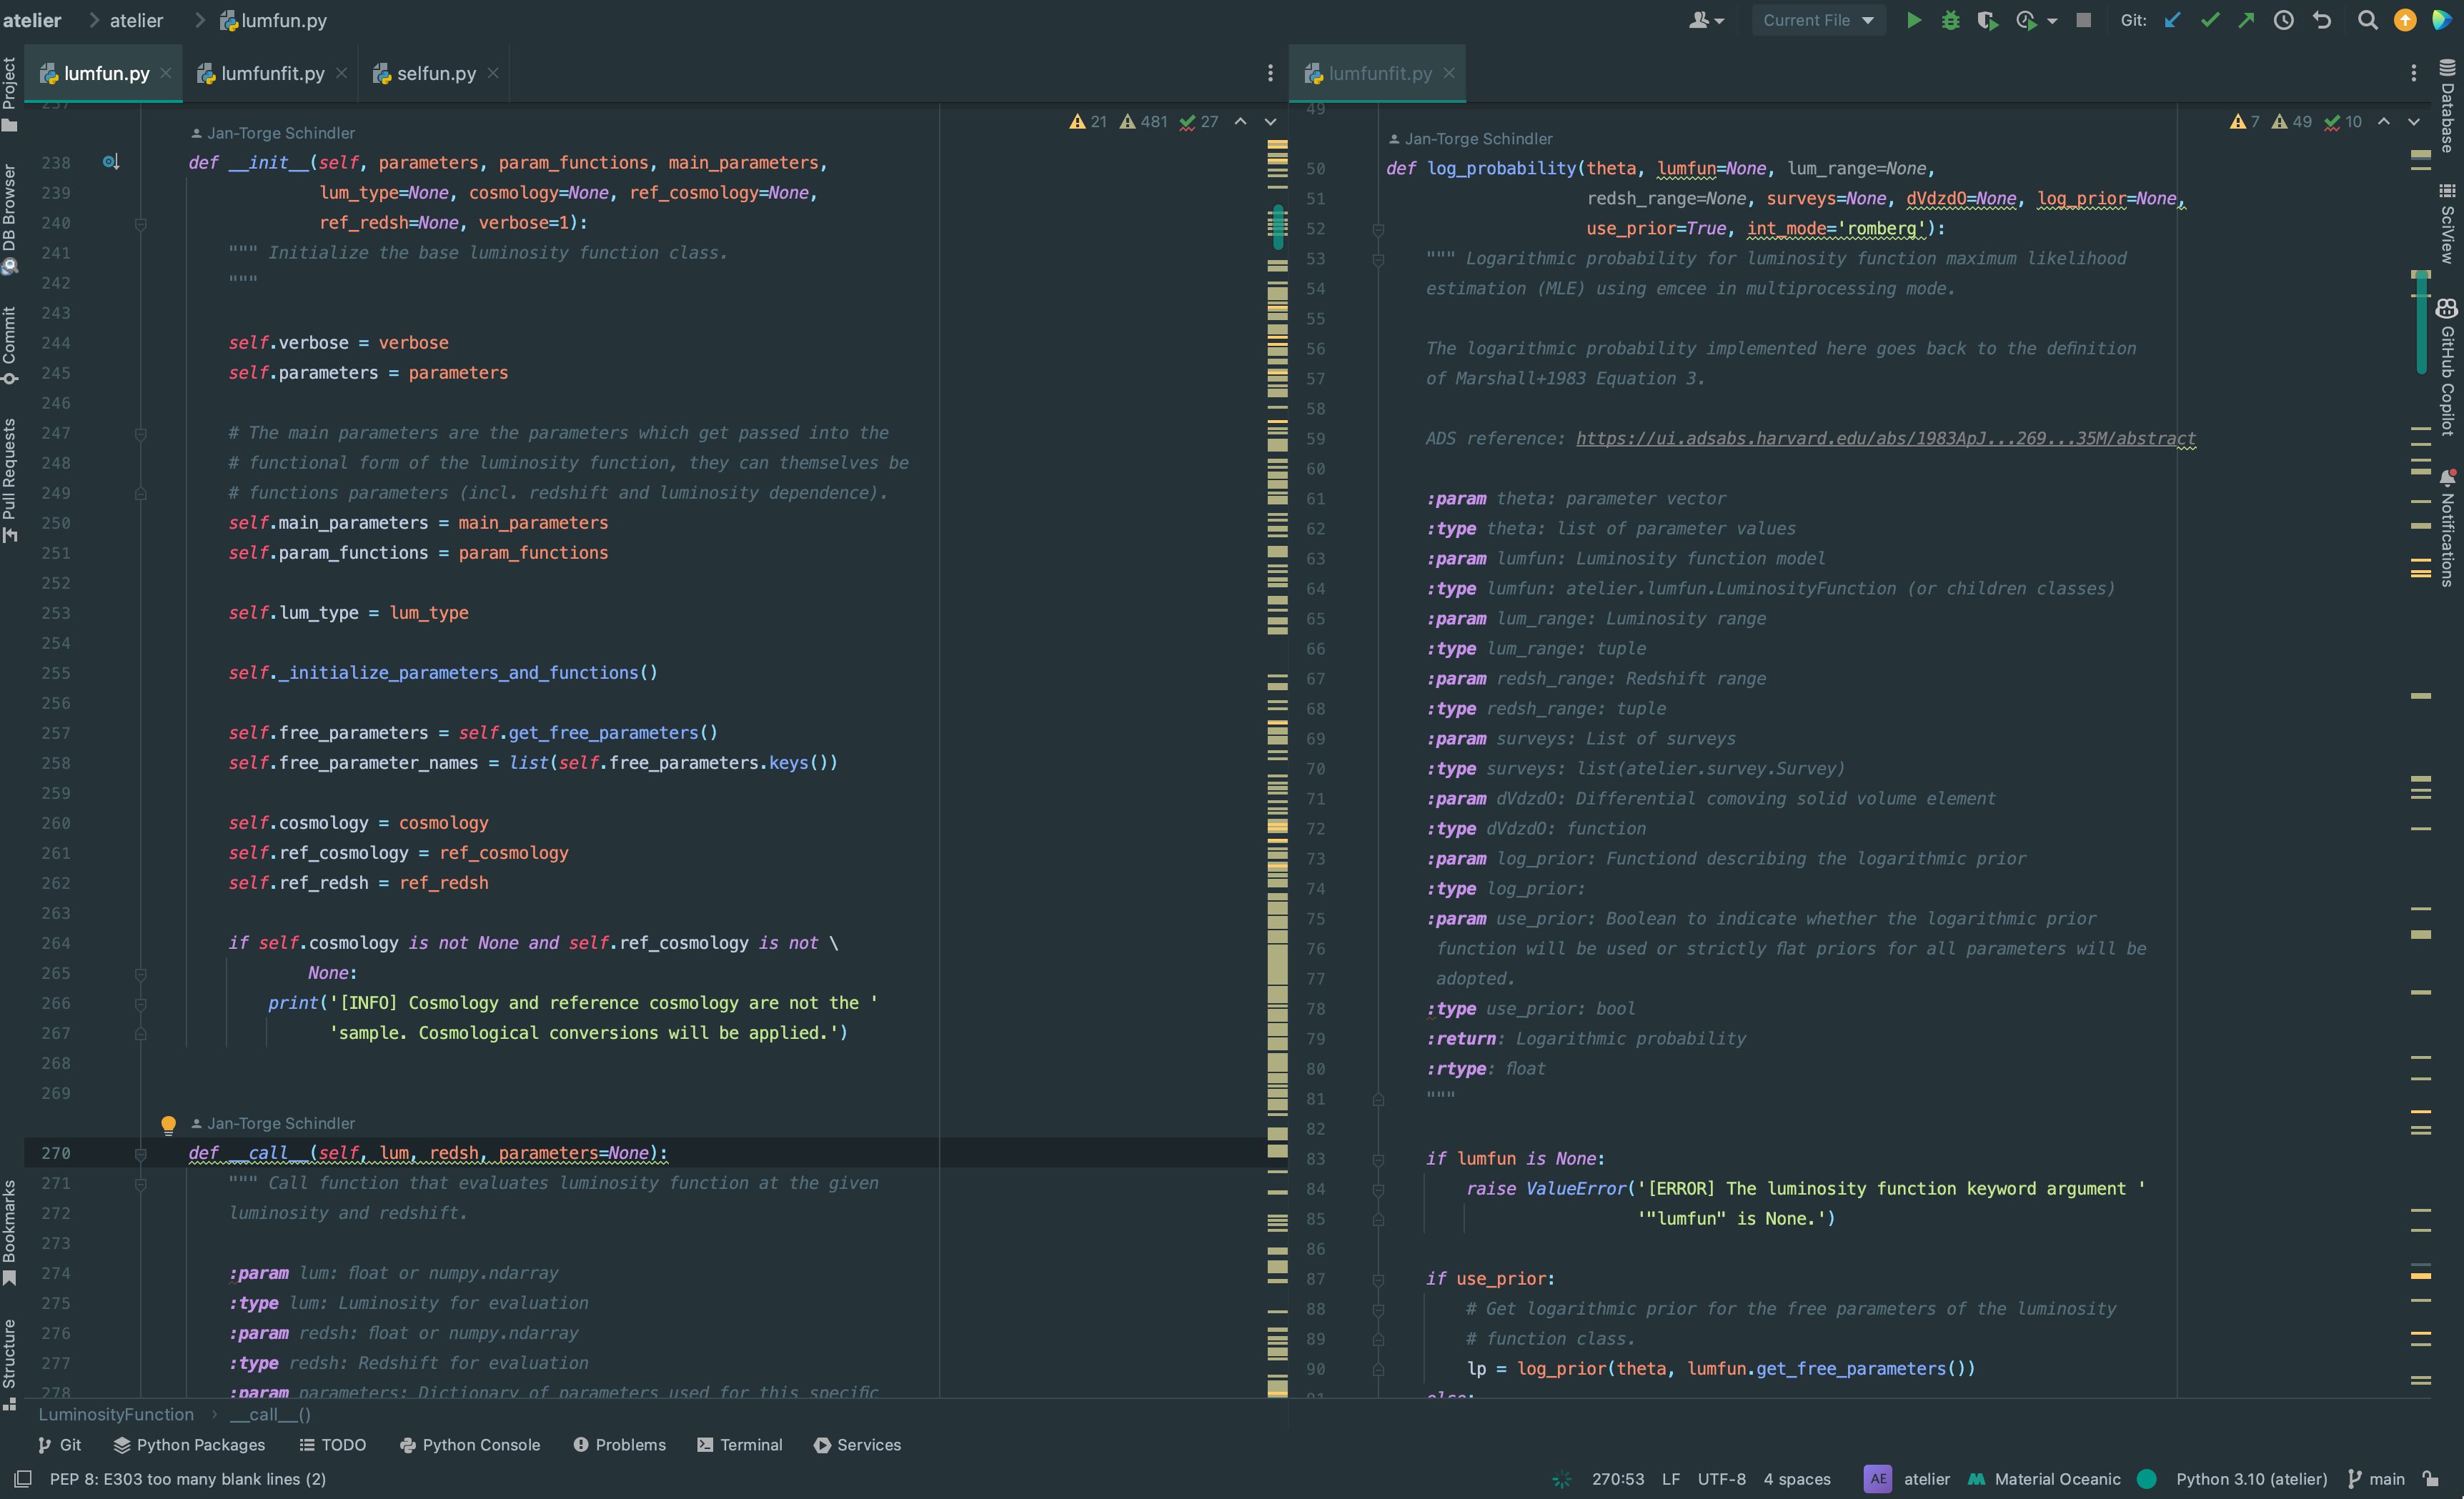 atelier atelier lumfun.py Current File Git:
lumfun.py lumfunfit.py selfun.py
lumfunfit.py
Project
DB Browser
Commit
Pull Requests
Bookmarks
Structure
237
21 481 27
Jan-Torge Schindler
238 def __init__(self, parameters, param_functions, main_parameters,
239 lum_type=None, cosmology=None, ref_cosmology=None,
240 ref_redsh=None, verbose=1):
241 """ Initialize the base luminosity function class.
242 """
243
244 self.verbose = verbose
245 self.parameters = parameters
246
247 # The main parameters are the parameters which get passed into the
248 # functional form of the luminosity function, they can themselves be
249 # functions parameters (incl. redshift and luminosity dependence).
250 self.main_parameters = main_parameters
251 self.param_functions = param_functions
252
253 self.lum_type = lum_type
254
255 self._initialize_parameters_and_functions()
256
257 self.free_parameters = self.get_free_parameters()
258 self.free_parameter_names = list(self.free_parameters.keys())
259
260 self.cosmology = cosmology
261 self.ref_cosmology = ref_cosmology
262 self.ref_redsh = ref_redsh
263
264 if self.cosmology is not None and self.ref_cosmology is not \
265 None:
266 print('[INFO] Cosmology and reference cosmology are not the '
267 'sample. Cosmological conversions will be applied.')
268
269
Jan-Torge Schindler
270 def __call__(self, lum, redsh, parameters=None):
271 """ Call function that evaluates luminosity function at the given
272 luminosity and redshift.
273
274 :param lum: float or numpy.ndarray
275 :type lum: Luminosity for evaluation
276 :param redsh: float or numpy.ndarray
277 :type redsh: Redshift for evaluation
278 :param parameters: Dictionary of parameters used for this specific
49
7 49 10
Jan-Torge Schindler
50 def log_probability(theta, lumfun=None, lum_range=None,
51 redsh_range=None, surveys=None, dVdzdO=None, log_prior=None,
52 use_prior=True, int_mode='romberg'):
53 """ Logarithmic probability for luminosity function maximum likelihood
54 estimation (MLE) using emcee in multiprocessing mode.
55
56 The logarithmic probability implemented here goes back to the definition
57 of Marshall+1983 Equation 3.
58
59 ADS reference: https://ui.adsabs.harvard.edu/abs/1983ApJ...269...35M/abstract
60
61 :param theta: parameter vector
62 :type theta: list of parameter values
63 :param lumfun: Luminosity function model
64 :type lumfun: atelier.lumfun.LuminosityFunction (or children classes)
65 :param lum_range: Luminosity range
66 :type lum_range: tuple
67 :param redsh_range: Redshift range
68 :type redsh_range: tuple
69 :param surveys: List of surveys
70 :type surveys: list(atelier.survey.Survey)
71 :param dVdzdO: Differential comoving solid volume element
72 :type dVdzdO: function
73 :param log_prior: Functiond describing the logarithmic prior
74 :type log_prior:
75 :param use_prior: Boolean to indicate whether the logarithmic prior
76 function will be used or strictly flat priors for all parameters will be
77 adopted.
78 :type use_prior: bool
79 :return: Logarithmic probability
80 :rtype: float
81 """
82
83 if lumfun is None:
84 raise ValueError('[ERROR] The luminosity function keyword argument '
85 '"lumfun" is None.')
86
87 if use_prior:
88 # Get logarithmic prior for the free parameters of the luminosity
89 # function class.
90 lp = log_prior(theta, lumfun.get_free_parameters())
91 else:
Database
SciView
GitHub Copilot
Notifications
LuminosityFunction __call__()
Git Python Packages TODO Python Console Problems Terminal Services
PEP 8: E303 too many blank lines (2) 270:53 LF UTF-8 4 spaces AE atelier Material Oceanic Python 3.10 (atelier) main